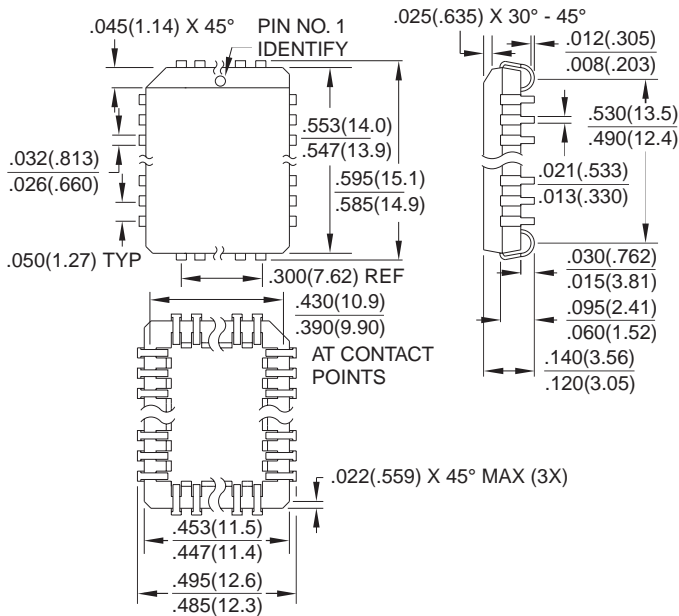 .045(1.14) X 45°
PIN NO. 1
IDENTIFY
.025(.635) X 30° - 45°
.012(.305)
.008(.203)
.553(14.0)
.547(13.9)
.530(13.5)
.490(12.4)
.032(.813)
.026(.660)
.595(15.1)
.585(14.9)
.021(.533)
.013(.330)
.050(1.27) TYP
.300(7.62) REF
.030(.762)
.015(3.81)
.430(10.9)
.390(9.90)
AT CONTACT
POINTS
.095(2.41)
.060(1.52)
.140(3.56)
.120(3.05)
.022(.559) X 45° MAX (3X)
.453(11.5)
.447(11.4)
.495(12.6)
.485(12.3)